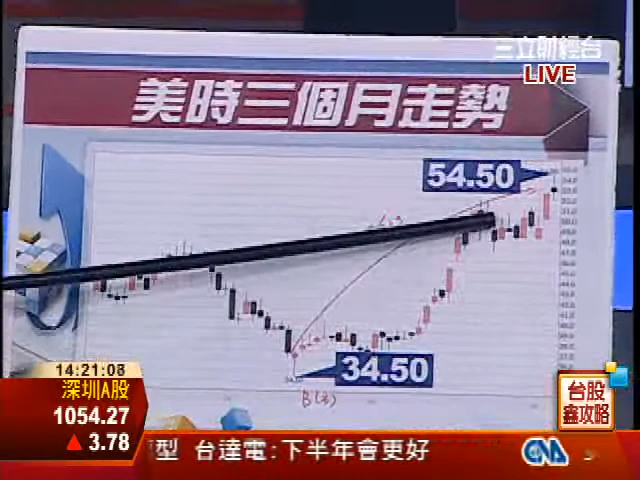 三立財經台
LIVE
美時三個月走勢
54.50
34.50
B(多)
14:21:08
深圳A股
1054.27
▲ 3.78
台股
鑫攻略
型 台達電:下半年會更好
CNA